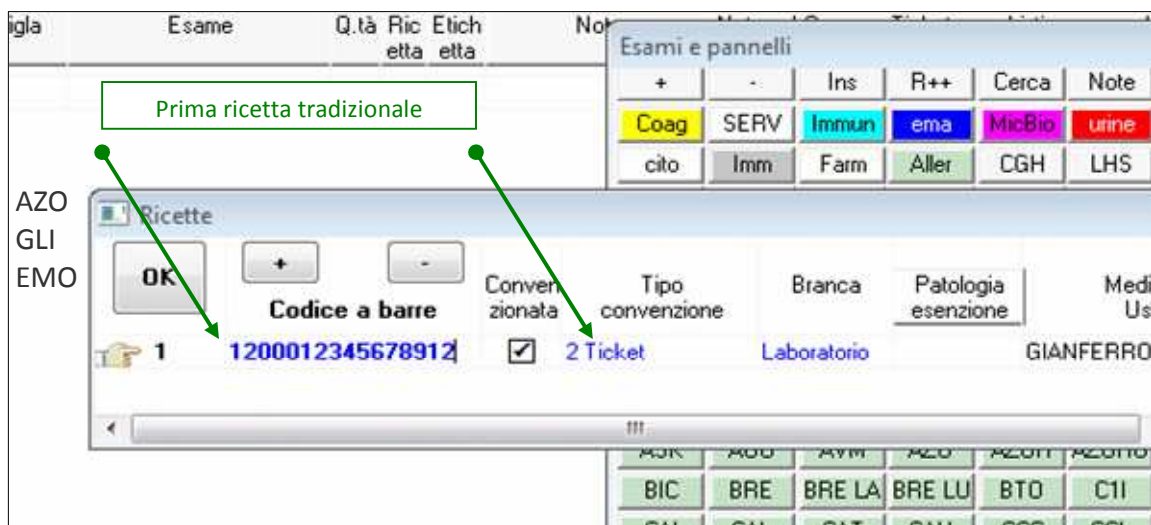 igla Esame Q.tà Ric etta Etich etta
Esami e pannelli
+ - Ins R++ Cerca Note
Prima ricetta tradizionale
Coag SERV Immun ema MicBio urine
cito Imm Farm Aller CGH LHS
AZO
GLI
EMO
Ricette
OK + -
Codice a barre Conven zionata Tipo convenzione Branca Patologia esenzione Medi Us
1 1200012345678912 2 Ticket Laboratorio GIANFERRO
BIC BRE BRE LA BRE LU BTO C1I